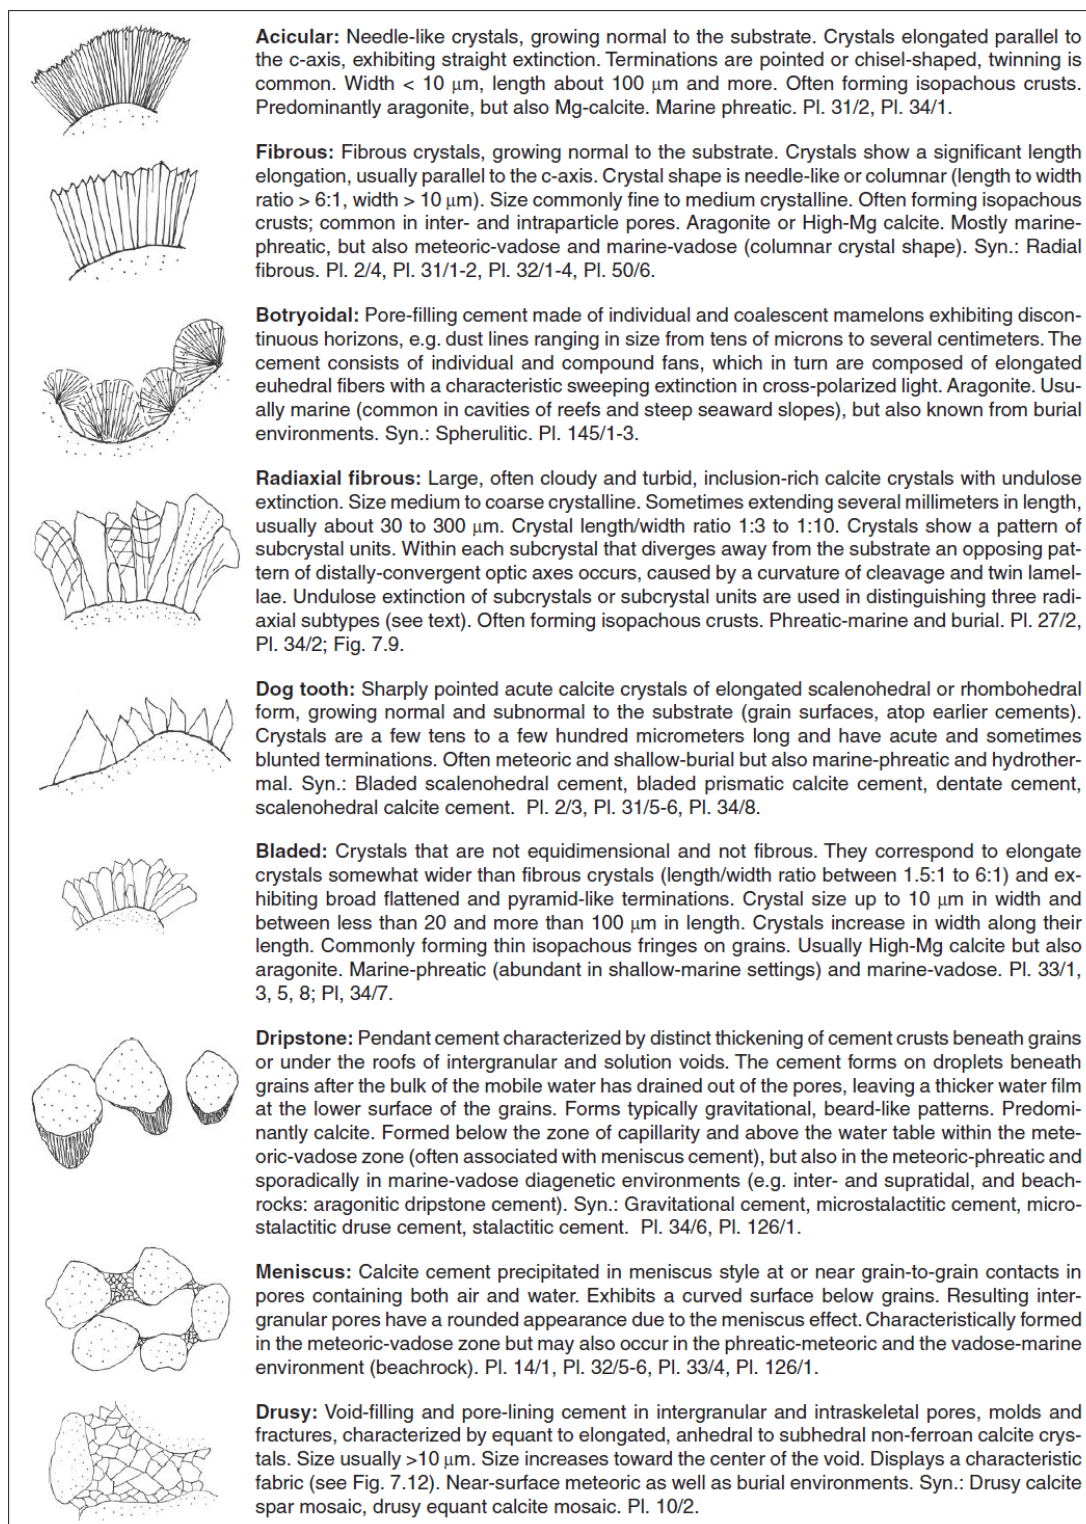 Acicular: Needle-like crystals, growing normal to the substrate. Crystals elongated parallel to
the c-axis, exhibiting straight extinction. Terminations are pointed or chisel-shaped, twinning is
common. Width < 10 µm, length about 100 µm and more. Often forming isopachous crusts.
Predominantly aragonite, but also Mg-calcite. Marine phreatic. Pl. 31/2, Pl. 34/1.
Fibrous: Fibrous crystals, growing normal to the substrate. Crystals show a significant length
elongation, usually parallel to the c-axis. Crystal shape is needle-like or columnar (length to width
ratio > 6:1, width > 10 µm). Size commonly fine to medium crystalline. Often forming isopachous
crusts; common in inter- and intraparticle pores. Aragonite or High-Mg calcite. Mostly marine-
phreatic, but also meteoric-vadose and marine-vadose (columnar crystal shape). Syn.: Radial
fibrous. Pl. 2/4, Pl. 31/1-2, Pl. 32/1-4, Pl. 50/6.
Botryoidal: Pore-filling cement made of individual and coalescent mamelons exhibiting discon-
tinuous horizons, e.g. dust lines ranging in size from tens of microns to several centimeters. The
cement consists of individual and compound fans, which in turn are composed of elongated
euhedral fibers with a characteristic sweeping extinction in cross-polarized light. Aragonite. Usu-
ally marine (common in cavities of reefs and steep seaward slopes), but also known from burial
environments. Syn.: Spherulitic. Pl. 145/1-3.
Radiaxial fibrous: Large, often cloudy and turbid, inclusion-rich calcite crystals with undulose
extinction. Size medium to coarse crystalline. Sometimes extending several millimeters in length,
usually about 30 to 300 µm. Crystal length/width ratio 1:3 to 1:10. Crystals show a pattern of
subcrystal units. Within each subcrystal that diverges away from the substrate an opposing pat-
tern of distally-convergent optic axes occurs, caused by a curvature of cleavage and twin lamel-
lae. Undulose extinction of subcrystals or subcrystal units are used in distinguishing three radi-
axial subtypes (see text). Often forming isopachous crusts. Phreatic-marine and burial. Pl. 27/2,
Pl. 34/2; Fig. 7.9.
Dog tooth: Sharply pointed acute calcite crystals of elongated scalenohedral or rhombohedral
form, growing normal and subnormal to the substrate (grain surfaces, atop earlier cements).
Crystals are a few tens to a few hundred micrometers long and have acute and sometimes
blunted terminations. Often meteoric and shallow-burial but also marine-phreatic and hydrother-
mal. Syn.: Bladed scalenohedral cement, bladed prismatic calcite cement, dentate cement,
scalenohedral calcite cement. Pl. 2/3, Pl. 31/5-6, Pl. 34/8.
Bladed: Crystals that are not equidimensional and not fibrous. They correspond to elongate
crystals somewhat wider than fibrous crystals (length/width ratio between 1.5:1 to 6:1) and ex-
hibiting broad flattened and pyramid-like terminations. Crystal size up to 10 µm in width and
between less than 20 and more than 100 µm in length. Crystals increase in width along their
length. Commonly forming thin isopachous fringes on grains. Usually High-Mg calcite but also
aragonite. Marine-phreatic (abundant in shallow-marine settings) and marine-vadose. Pl. 33/1,
3, 5, 8; Pl, 34/7.
Dripstone: Pendant cement characterized by distinct thickening of cement crusts beneath grains
or under the roofs of intergranular and solution voids. The cement forms on droplets beneath
grains after the bulk of the mobile water has drained out of the pores, leaving a thicker water film
at the lower surface of the grains. Forms typically gravitational, beard-like patterns. Predomi-
nantly calcite. Formed below the zone of capillarity and above the water table within the mete-
oric-vadose zone (often associated with meniscus cement), but also in the meteoric-phreatic and
sporadically in marine-vadose diagenetic environments (e.g. inter- and supratidal, and beach-
rocks: aragonitic dripstone cement). Syn.: Gravitational cement, microstalactitic cement, micro-
stalactitic druse cement, stalactitic cement. Pl. 34/6, Pl. 126/1.
Meniscus: Calcite cement precipitated in meniscus style at or near grain-to-grain contacts in
pores containing both air and water. Exhibits a curved surface below grains. Resulting inter-
granular pores have a rounded appearance due to the meniscus effect. Characteristically formed
in the meteoric-vadose zone but may also occur in the phreatic-meteoric and the vadose-marine
environment (beachrock). Pl. 14/1, Pl. 32/5-6, Pl. 33/4, Pl. 126/1.
Drusy: Void-filling and pore-lining cement in intergranular and intraskeletal pores, molds and
fractures, characterized by equant to elongated, anhedral to subhedral non-ferroan calcite crys-
tals. Size usually >10 µm. Size increases toward the center of the void. Displays a characteristic
fabric (see Fig. 7.12). Near-surface meteoric as well as burial environments. Syn.: Drusy calcite
spar mosaic, drusy equant calcite mosaic. Pl. 10/2.